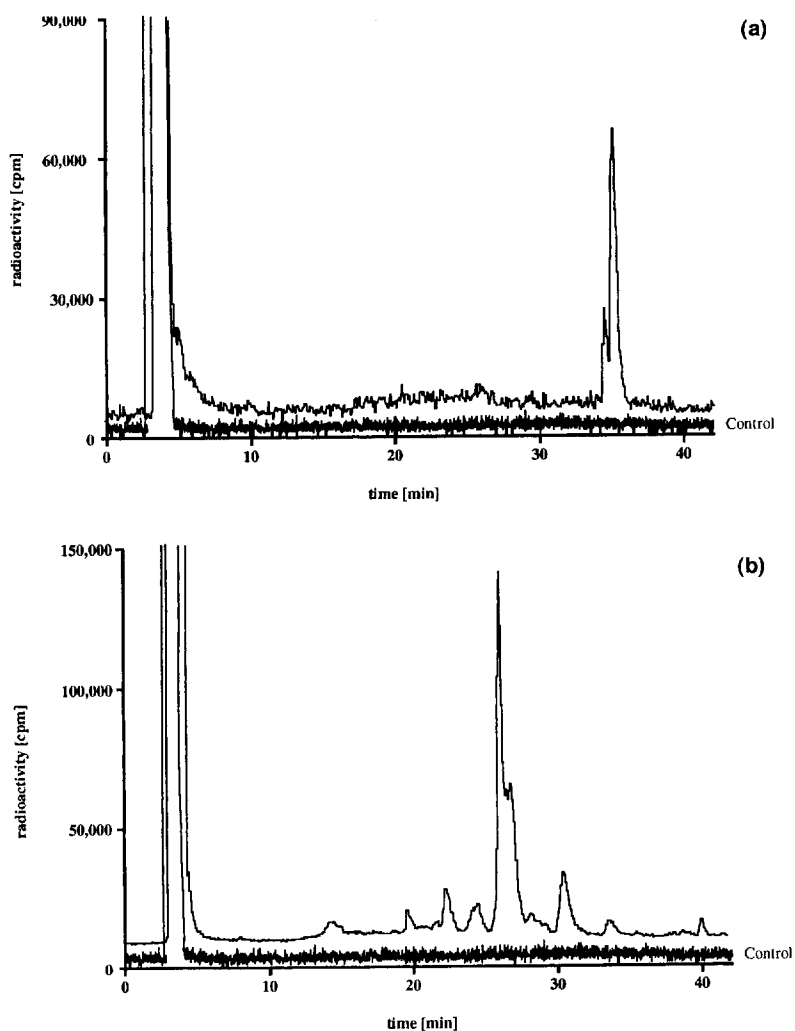 (a)
90,000
60,000
30,000
0
radioactivity [cpm]
0 10 20 30 40
Control
time [min]
(b)
150,000
100,000
50,000
0
radioactivity [cpm]
0 10 20 30 40
Control
time [min]